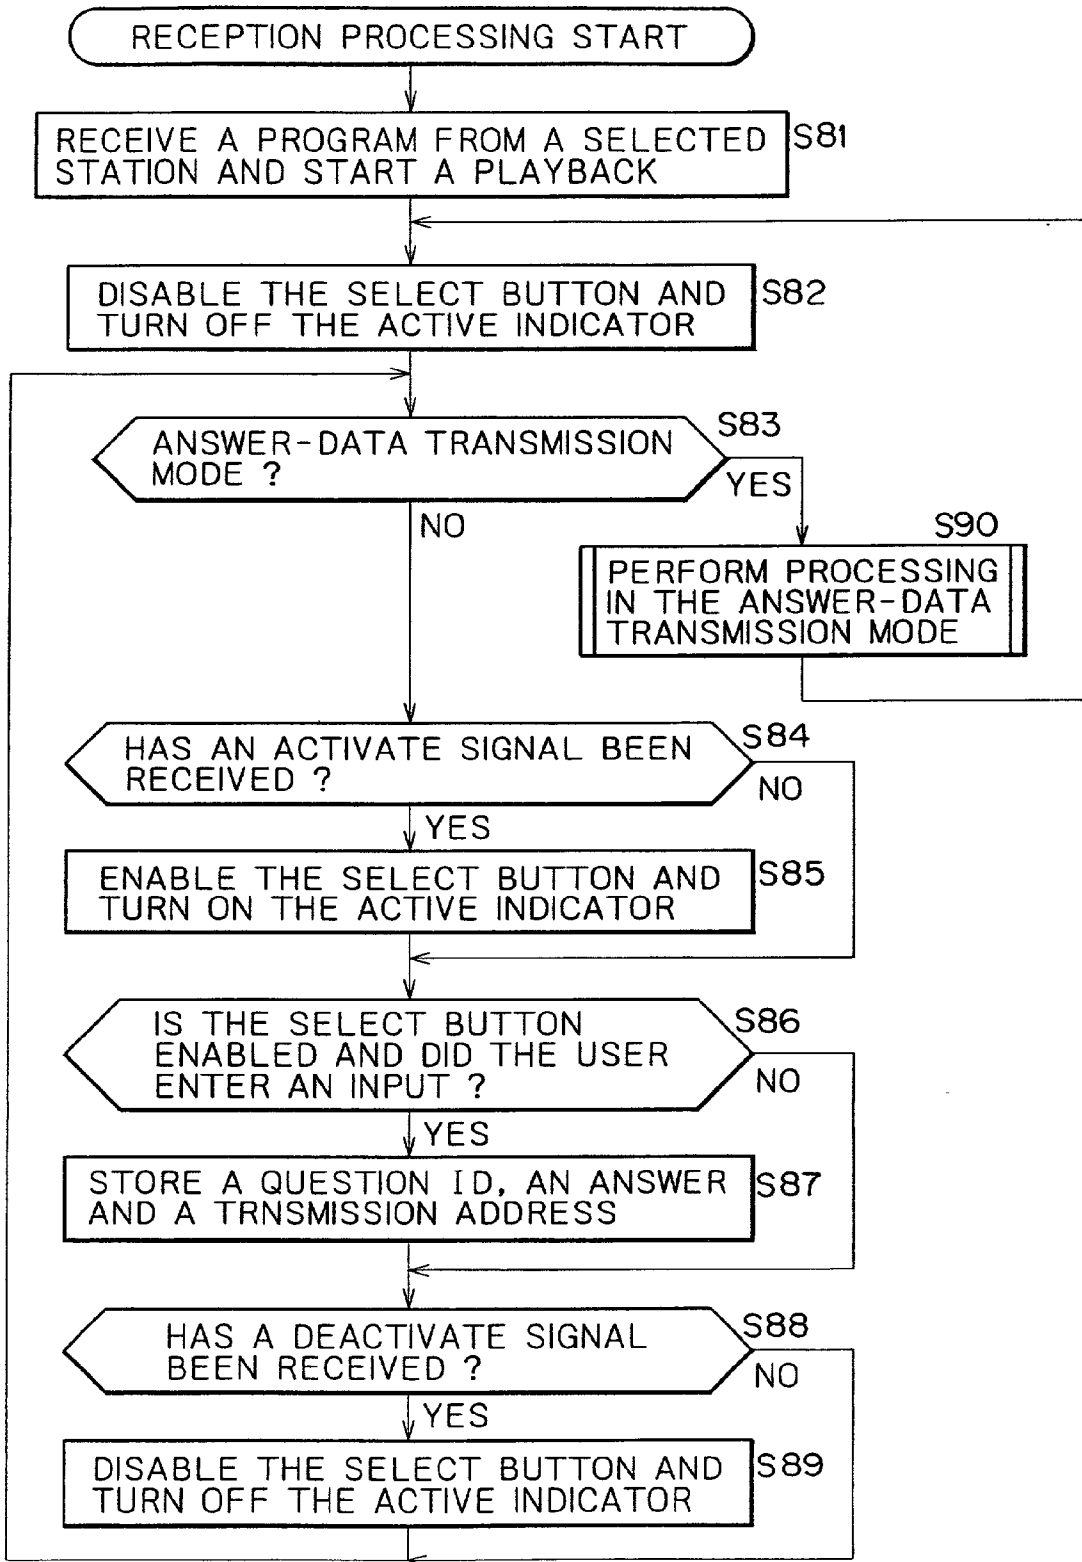 RECEPTION PROCESSING START
RECEIVE A PROGRAM FROM A SELECTED
STATION AND START A PLAYBACK
S81
DISABLE THE SELECT BUTTON AND
TURN OFF THE ACTIVE INDICATOR
S82
ANSWER-DATA TRANSMISSION
MODE ?
S83
YES
NO
S90
PERFORM PROCESSING
IN THE ANSWER-DATA
TRANSMISSION MODE
HAS AN ACTIVATE SIGNAL BEEN
RECEIVED ?
S84
NO
YES
ENABLE THE SELECT BUTTON AND
TURN ON THE ACTIVE INDICATOR
S85
IS THE SELECT BUTTON
ENABLED AND DID THE USER
ENTER AN INPUT ?
S86
NO
YES
STORE A QUESTION ID, AN ANSWER
AND A TRNSMISSION ADDRESS
S87
HAS A DEACTIVATE SIGNAL
BEEN RECEIVED ?
S88
NO
YES
DISABLE THE SELECT BUTTON AND
TURN OFF THE ACTIVE INDICATOR
S89